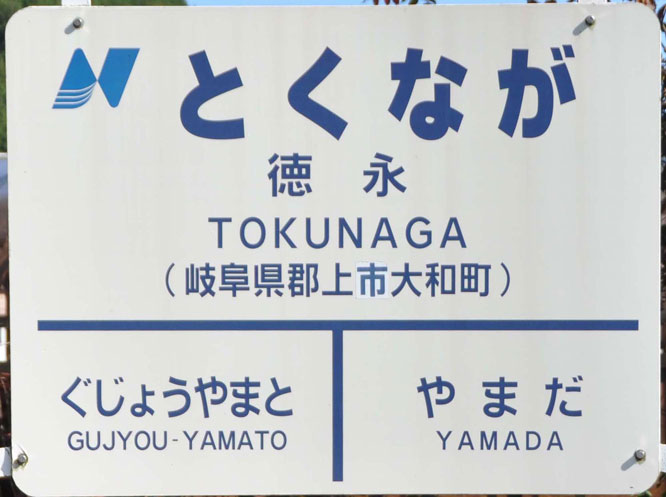 とくなが
徳永
TOKUNAGA
（岐阜県郡上市大和町）
ぐじょうやまと
GUJYOU-YAMATO
やまだ
YAMADA